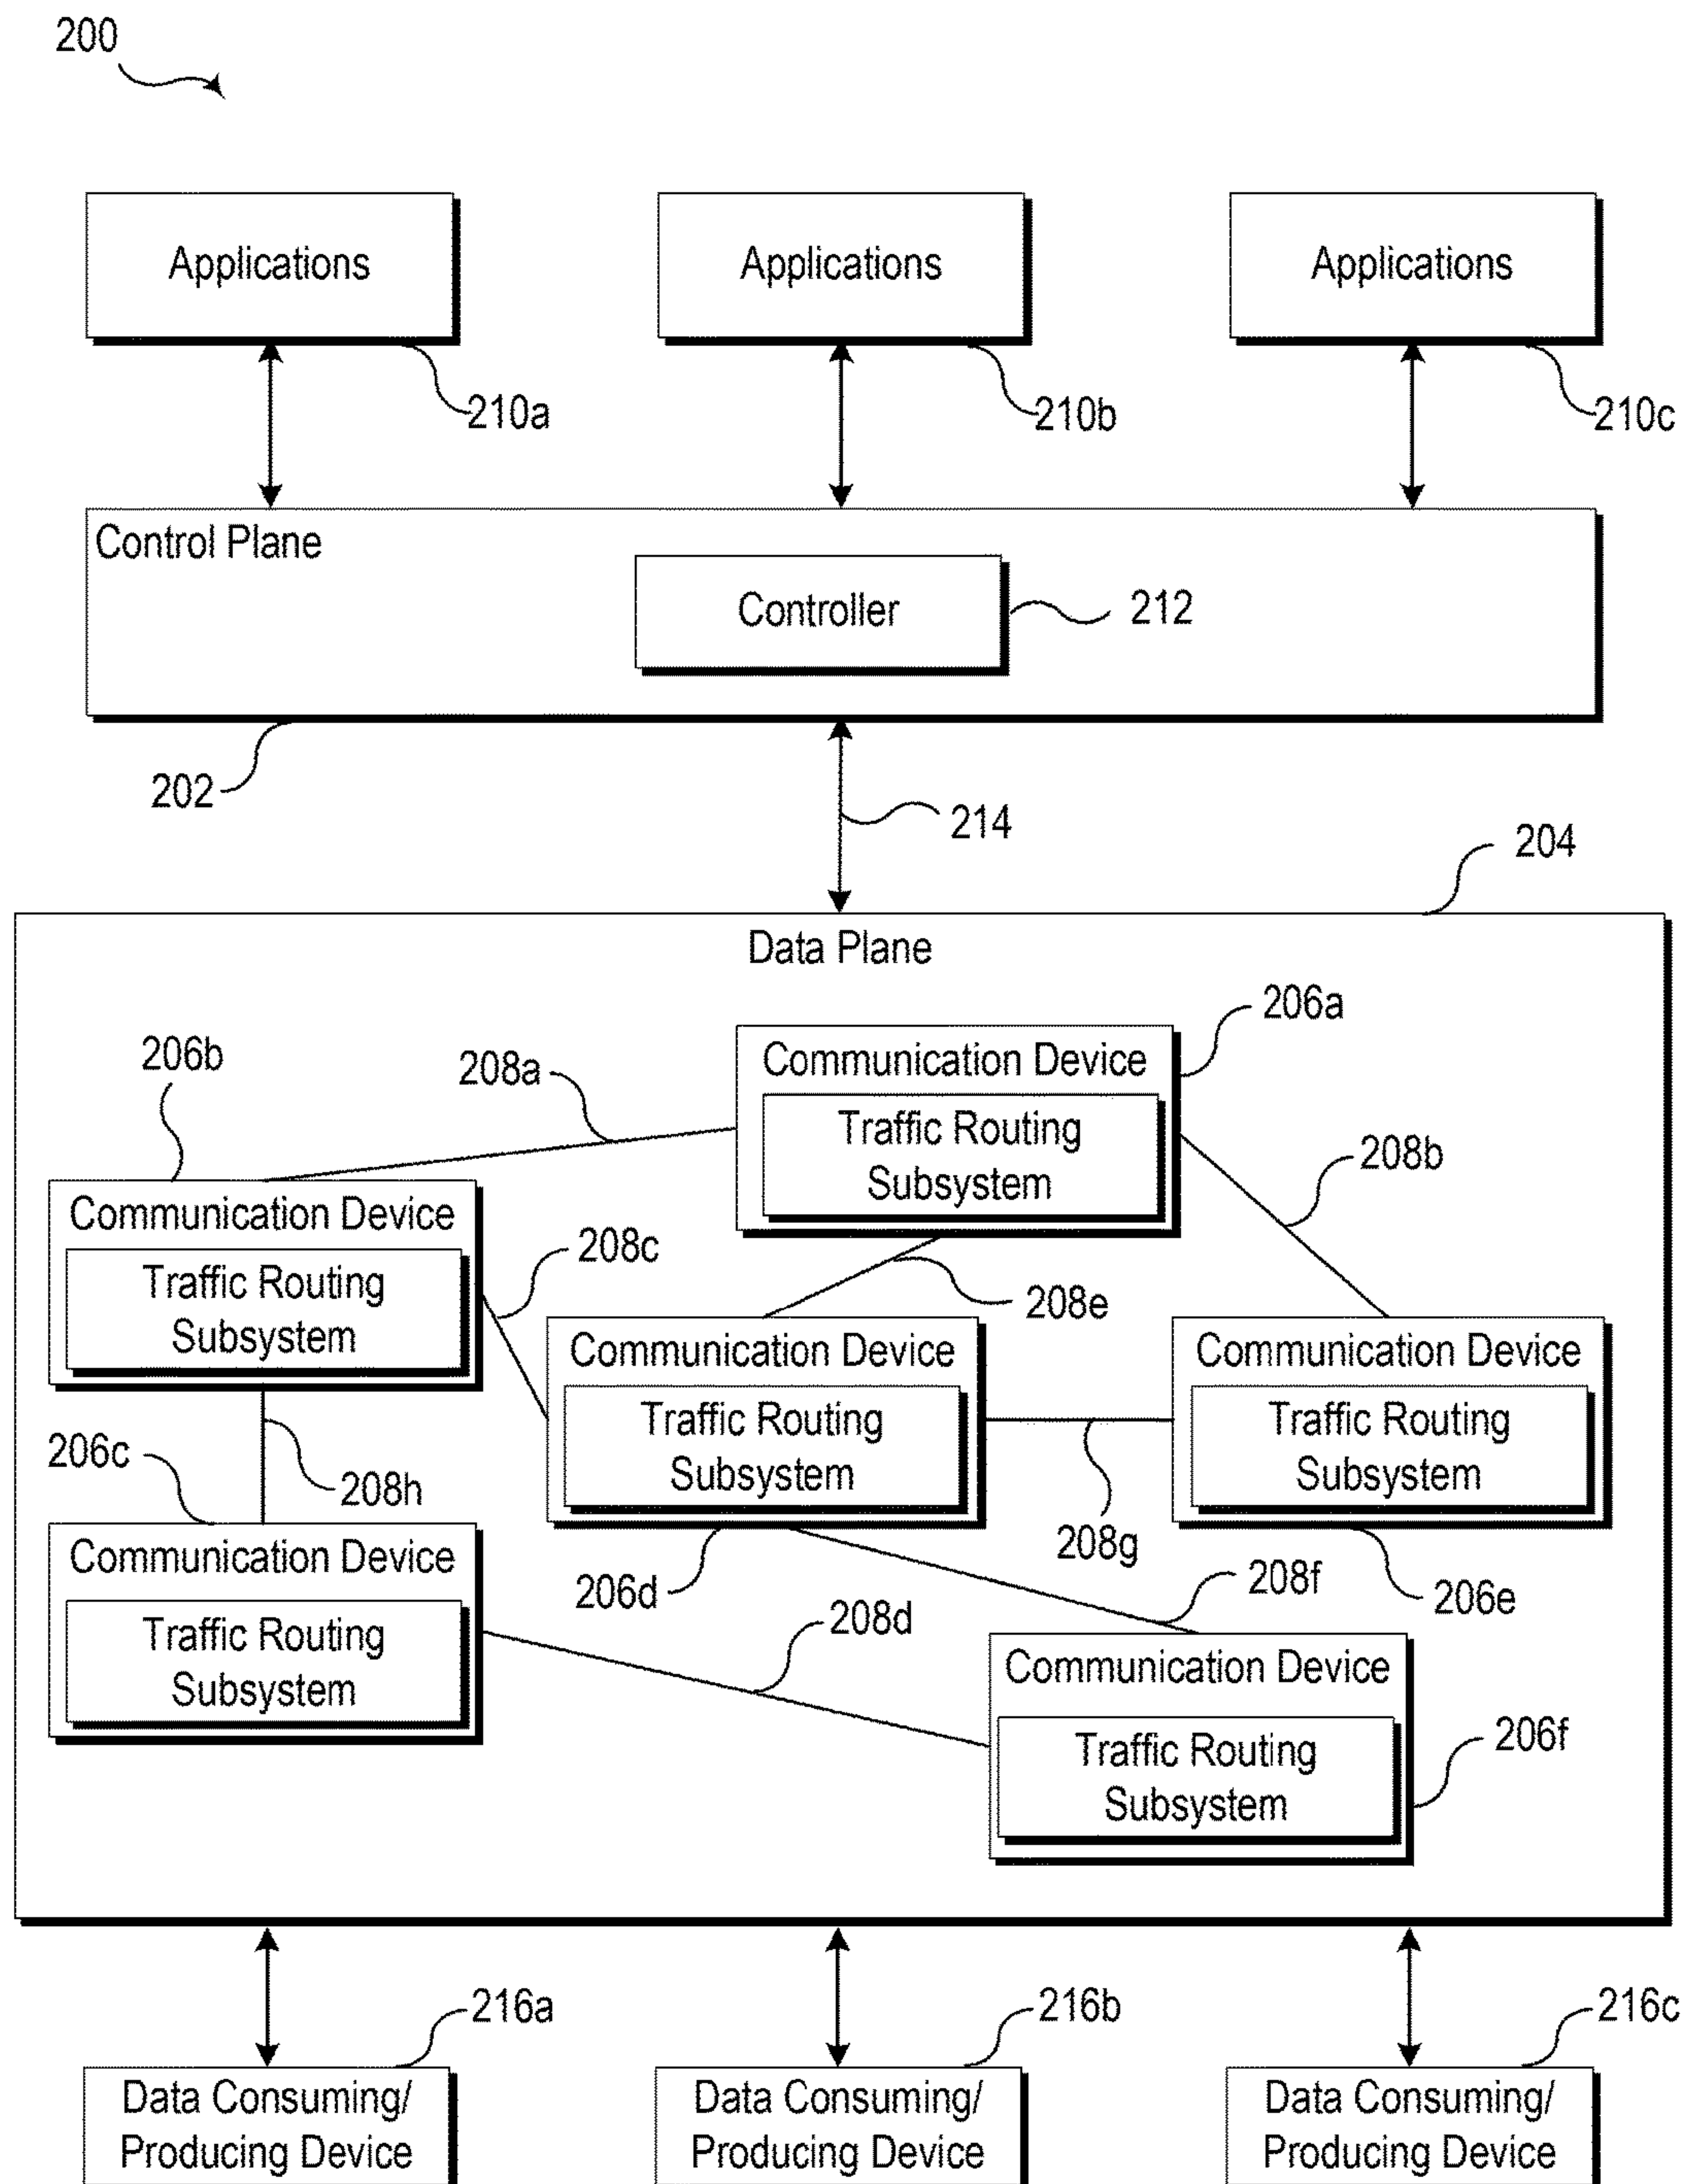 200
Applications
Applications
Applications
210a
210b
210c
Control Plane
Controller
212
202
214
204
Data Plane
206a
206b
208a
Communication Device
Traffic Routing
Subsystem
208b
Communication Device
Traffic Routing
Subsystem
208c
208e
Communication Device
Traffic Routing
Subsystem
Communication Device
Traffic Routing
Subsystem
206c
208h
208g
Communication Device
Traffic Routing
Subsystem
206d
208d
208f
206e
Communication Device
Traffic Routing
Subsystem
206f
216a
216b
216c
Data Consuming/
Producing Device
Data Consuming/
Producing Device
Data Consuming/
Producing Device